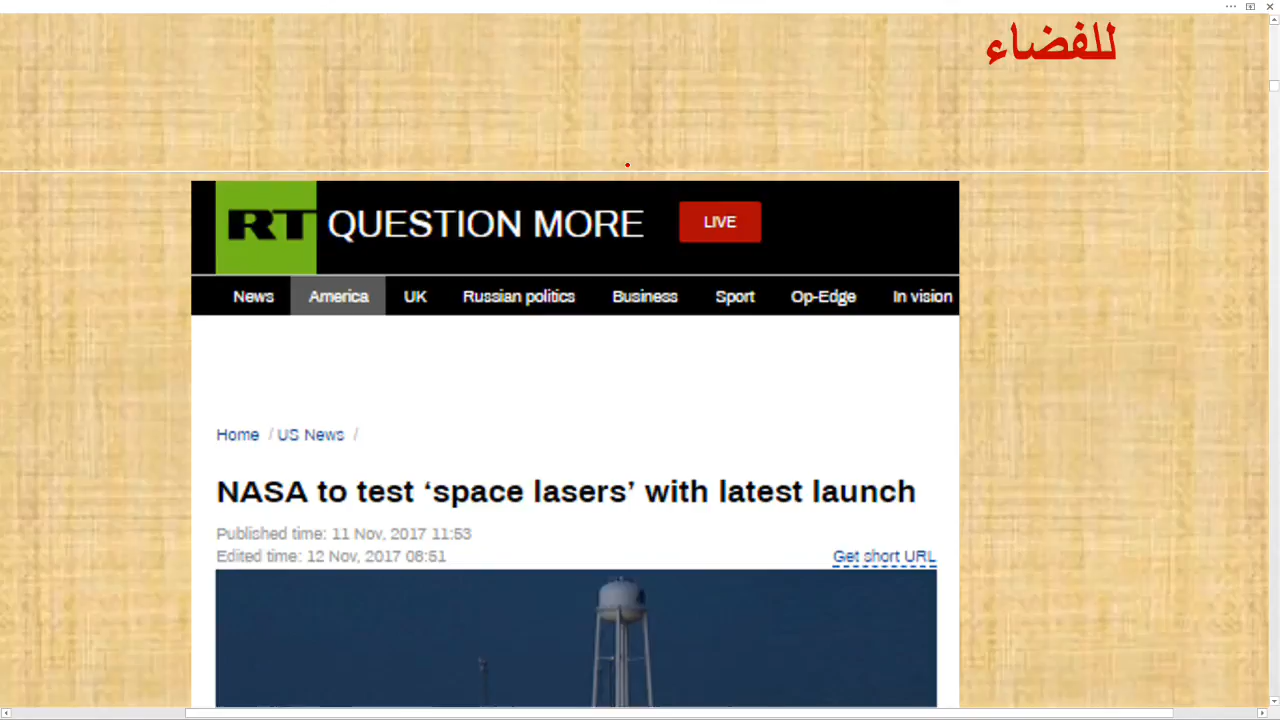 للفضاء
RT QUESTION MORE LIVE
News America UK Russian politics Business Sport Op-Edge In vision
Home / US News /
NASA to test ‘space lasers’ with latest launch
Published time: 11 Nov, 2017 11:53
Edited time: 12 Nov, 2017 08:51
Get short URL